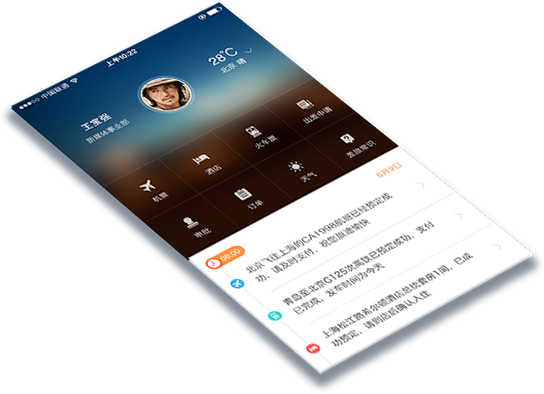 中国联通
上午10:22
王宝强
新媒体事业部
28°C
北京 晴
机票
酒店
火车票
出差申请
审批
订单
天气
差旅常识
6月9日
08:00
北京飞往上海的CA1998航班已经预定成
功，请及时支付，祝您旅途愉快
青岛至北京G125次高铁已预定成功，支付
已完成，发车时间为今天
上海松江路希尔顿酒店总统套房1间，已成
功预定，请到店后确认入住